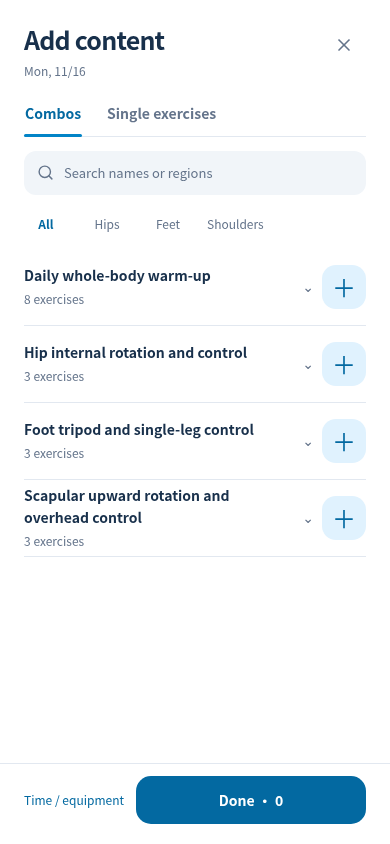 Add content
Mon, 11/16
Combos
Single exercises
Search names or regions
All
Hips
Feet
Shoulders
Daily whole-body warm-up
8 exercises
Hip internal rotation and control
3 exercises
Foot tripod and single-leg control
3 exercises
Scapular upward rotation and
overhead control
3 exercises
Time / equipment
Done • 0